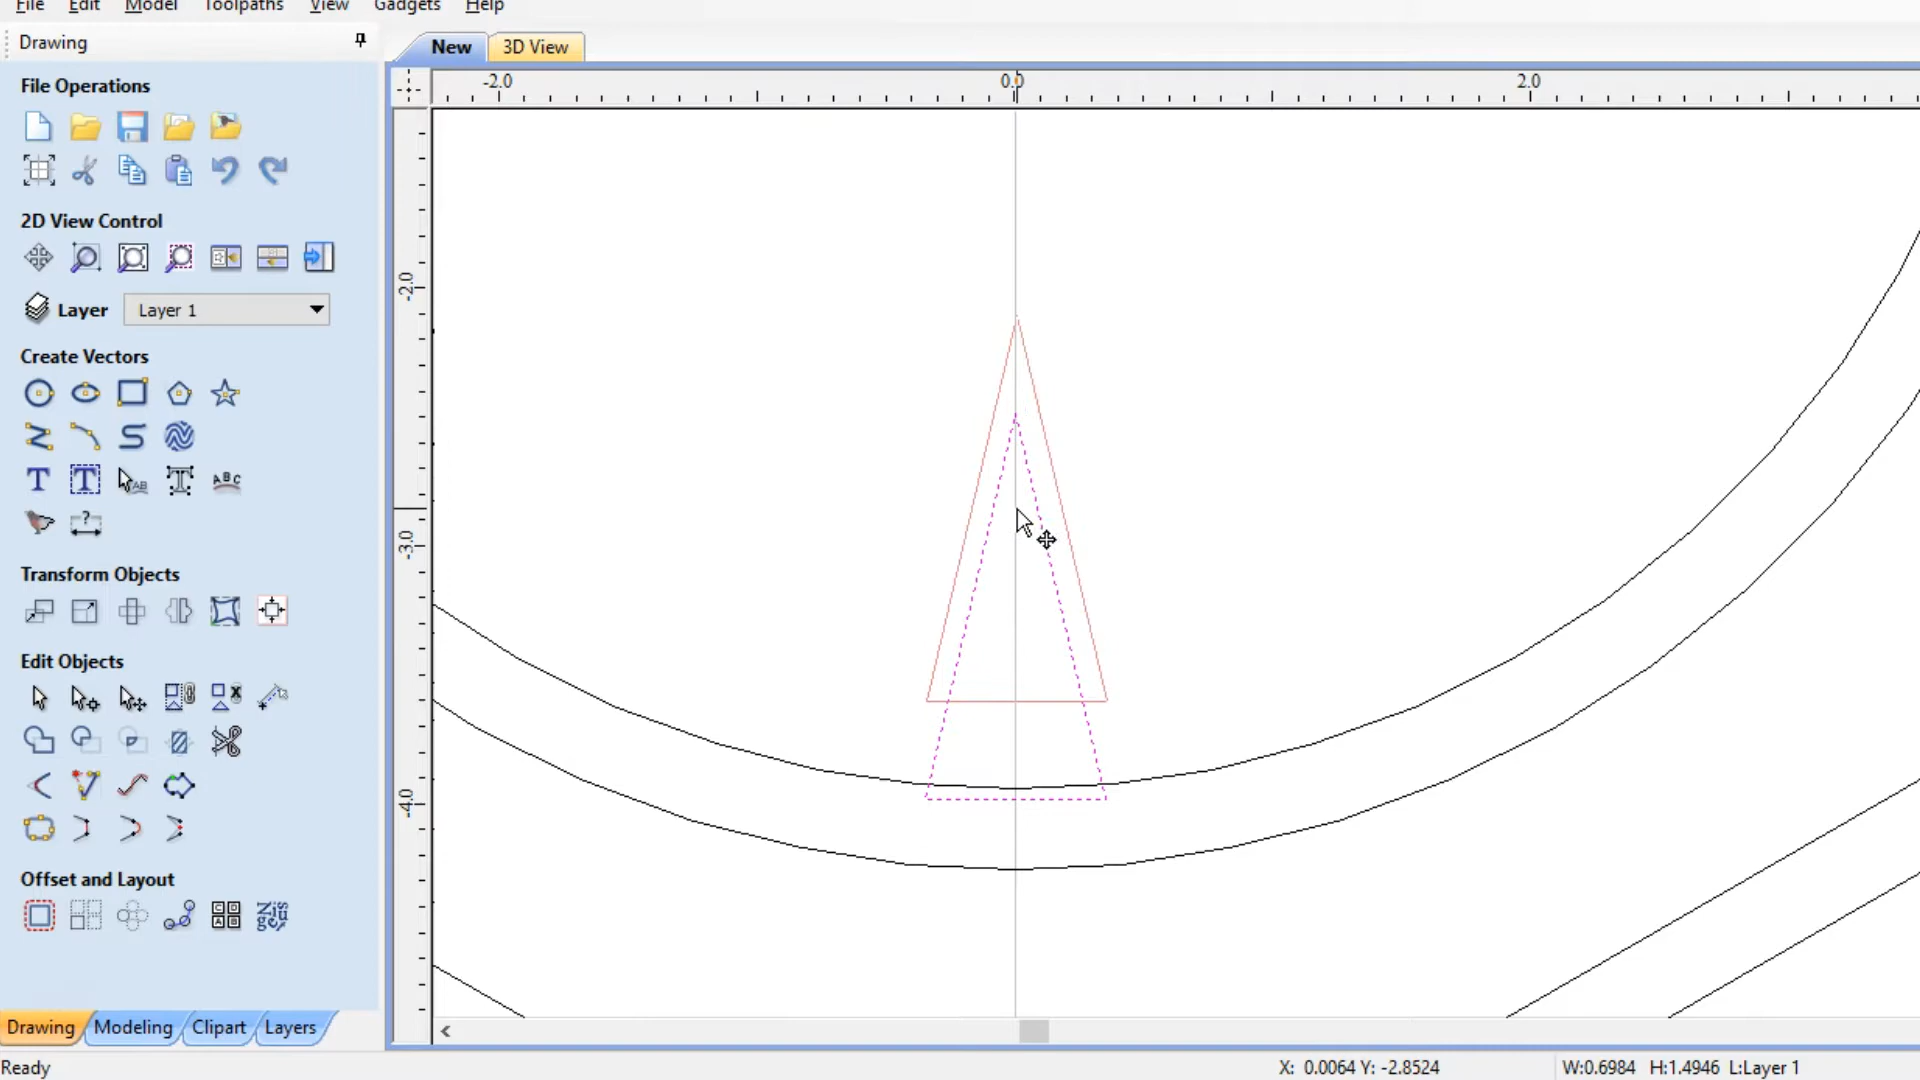 File Edit Model Toolpaths View Gadgets Help
Drawing
New 3D View
File Operations
-2.0 0.0 2.0
2D View Control
Layer Layer 1
-2.0
Create Vectors
T T AB T ABC
?
-3.0
Transform Objects
Edit Objects
-4.0
Offset and Layout
Drawing Modeling Clipart Layers
Ready X: 0.0064 Y: -2.8524 W:0.6984 H:1.4946 L:Layer 1